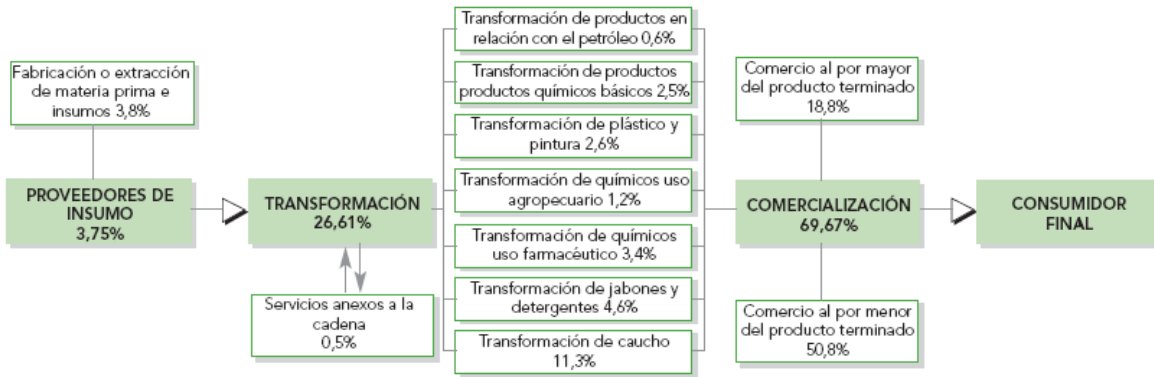 Fabricación o extracción
de materia prima e
insumos 3,8%
PROVEEDORES DE
INSUMO
3,75%
TRANSFORMACIÓN
26,61%
Servicios anexos a la
cadena
0,5%
Transformación de productos en
relación con el petróleo 0,6%
Transformación de productos
productos químicos básicos 2,5%
Transformación de plástico y
pintura 2,6%
Transformación de químicos uso
agropecuario 1,2%
Transformación de químicos
uso farmacéutico 3,4%
Transformación de jabones y
detergentes 4,6%
Transformación de caucho
11,3%
Comercio al por mayor
del producto terminado
18,8%
COMERCIALIZACIÓN
69,67%
Comercio al por menor
del producto terminado
50,8%
CONSUMIDOR
FINAL